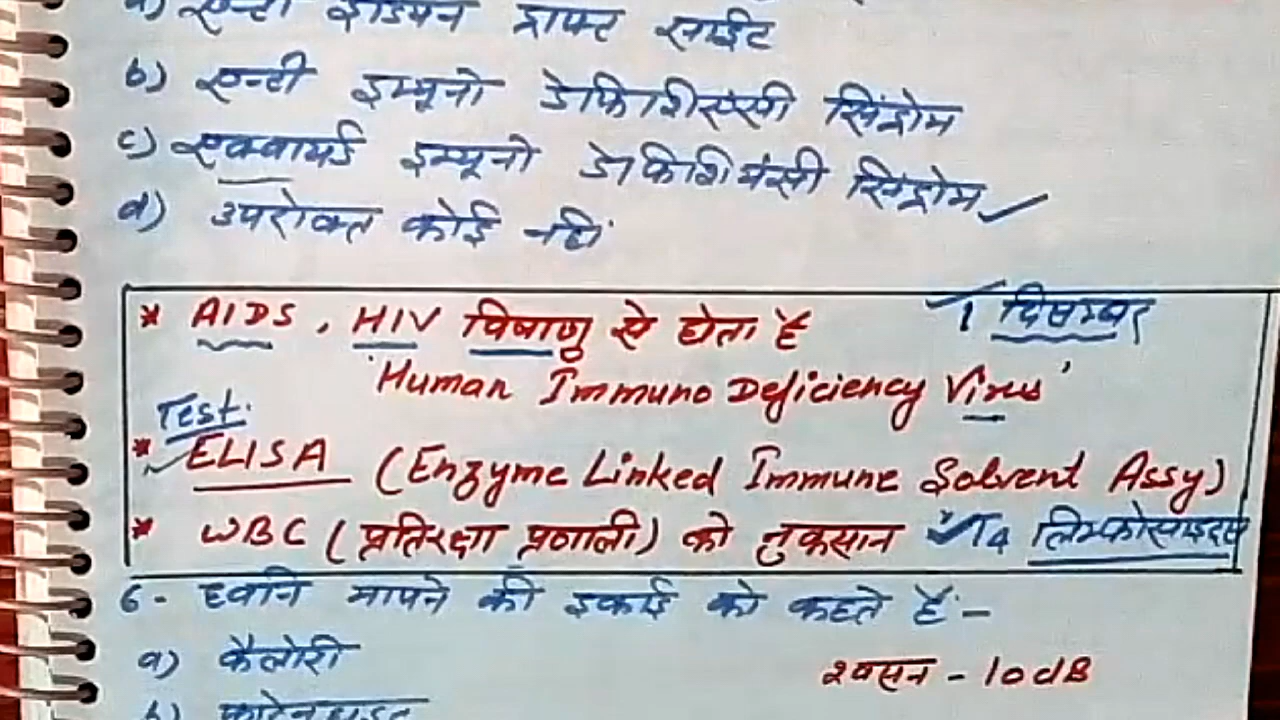 a) एन्टी इंडियन ड्राफ्ट साईट
b) एन्टी इम्यूनो डेफिशिएंसी सिंड्रोम
c) एक्वायर्ड इम्यूनो डेफिशियंसी सिंड्रोम ✓
d) उपरोक्त कोई नहीं
* AIDS, HIV विषाणु से होता है ✓ 1 दिसम्बर
'Human Immuno Deficiency Virus'
Test:
* ✓ ELISA (Enzyme Linked Immune Solvent Assy)
* WBC (प्रतिरक्षा प्रणाली) को नुकसान ✓ T4 लिम्फोसाइट्स
6- ध्वनि मापने की इकाई को कहते हैं:-
a) कैलोरी
श्वसन - 10dB
b)